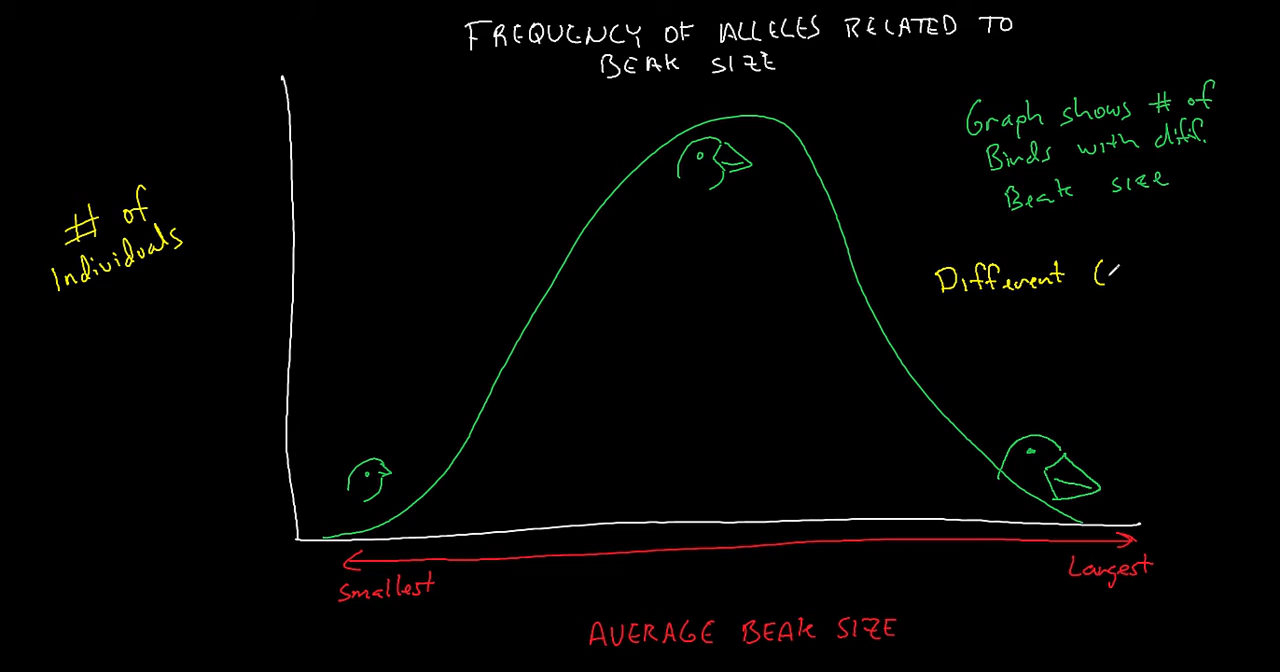 FREQUENCY OF ALLELES RELATED TO
BEAK SIZE
Graph shows # of
Birds with diff.
Beak size
# of
Individuals
Different (
Smallest
Largest
AVERAGE BEAK SIZE